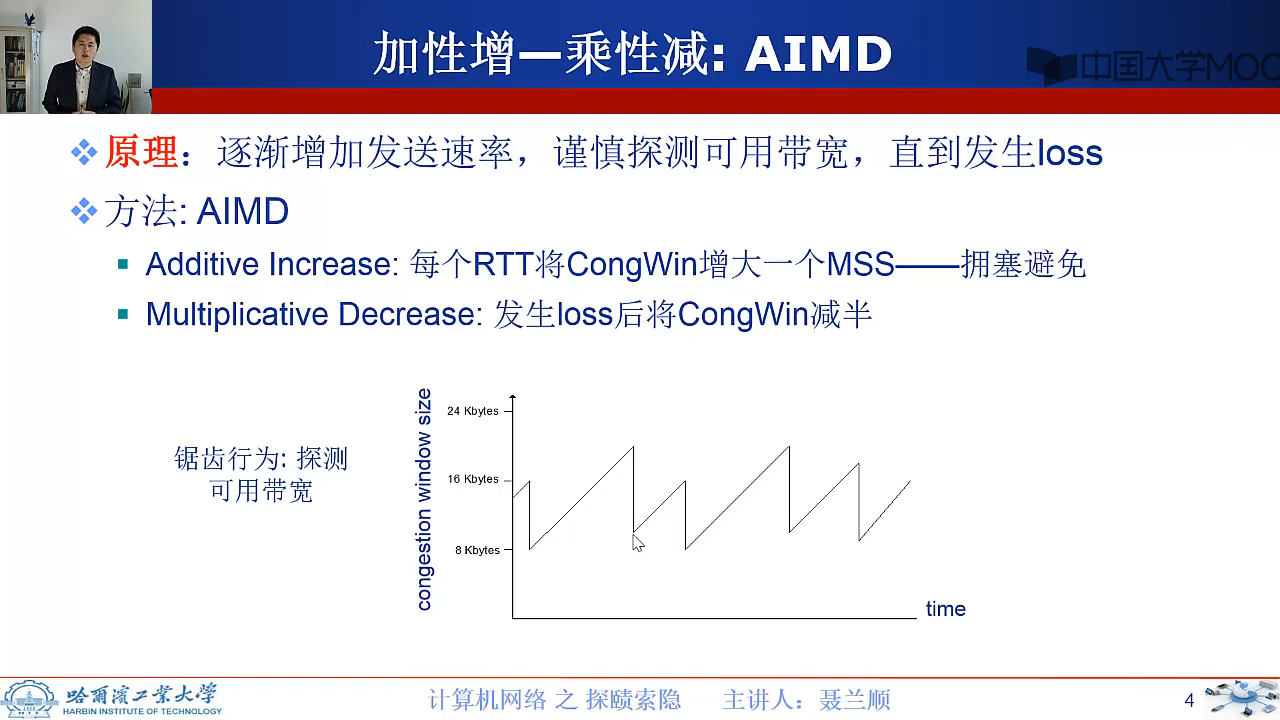 加性增—乘性减: AIMD
中国大学MOO
原理：逐渐增加发送速率，谨慎探测可用带宽，直到发生loss
方法: AIMD
Additive Increase: 每个RTT将CongWin增大一个MSS——拥塞避免
Multiplicative Decrease: 发生loss后将CongWin减半
锯齿行为: 探测
可用带宽
congestion window size
24 Kbytes
16 Kbytes
8 Kbytes
time
哈尔滨工业大学
HARBIN INSTITUTE OF TECHNOLOGY
计算机网络 之 探赜索隐
主讲人：聂兰顺
4